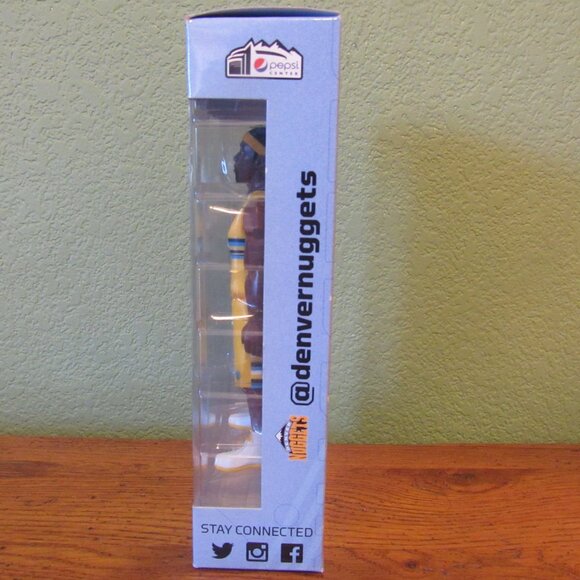 pepsi
CENTER
@denvernuggets
NUGGETS
STAY CONNECTED